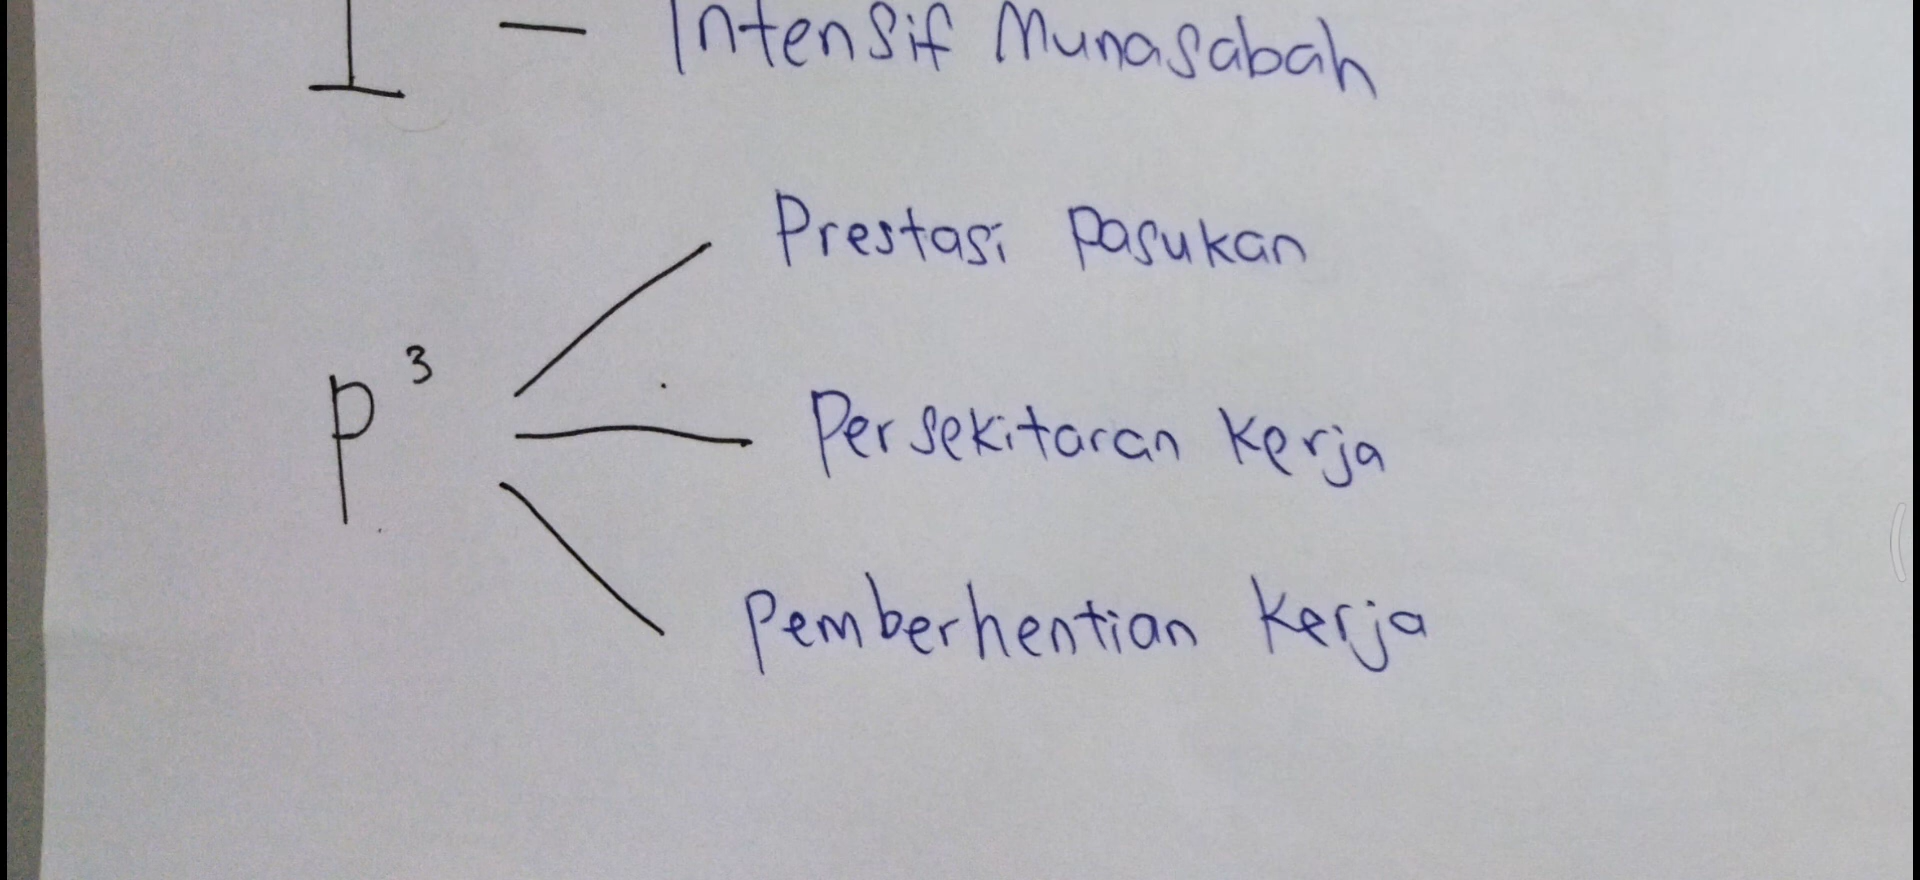 I — Intensif Munasabah
Prestasi Pasukan
P³
Persekitaran Kerja
Pemberhentian Kerja